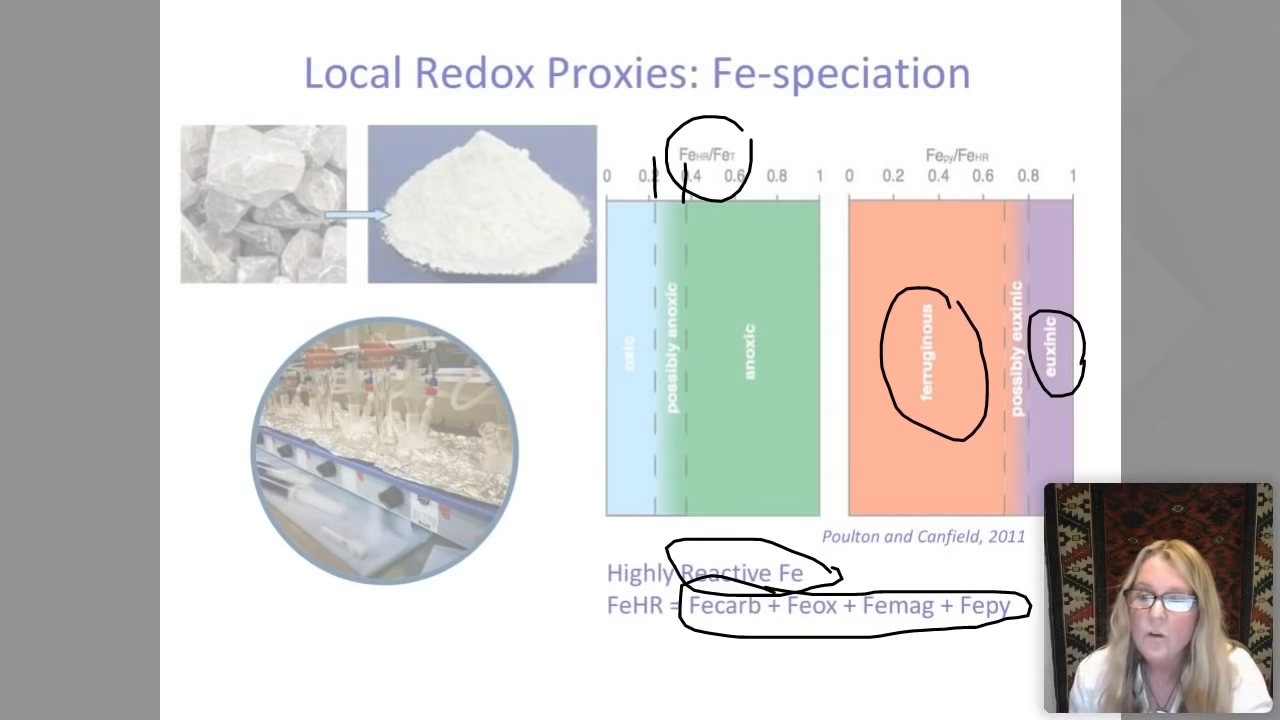 Local Redox Proxies: Fe-speciation
FeHR/FeT
0 0.2 0.4 0.6 0.8 1
oxic
possibly anoxic
anoxic
Fepy/FeHR
0 0.2 0.4 0.6 0.8 1
ferruginous
possibly euxinic
euxinic
Poulton and Canfield, 2011
Highly Reactive Fe
FeHR = Fecarb + Feox + Femag + Fepy